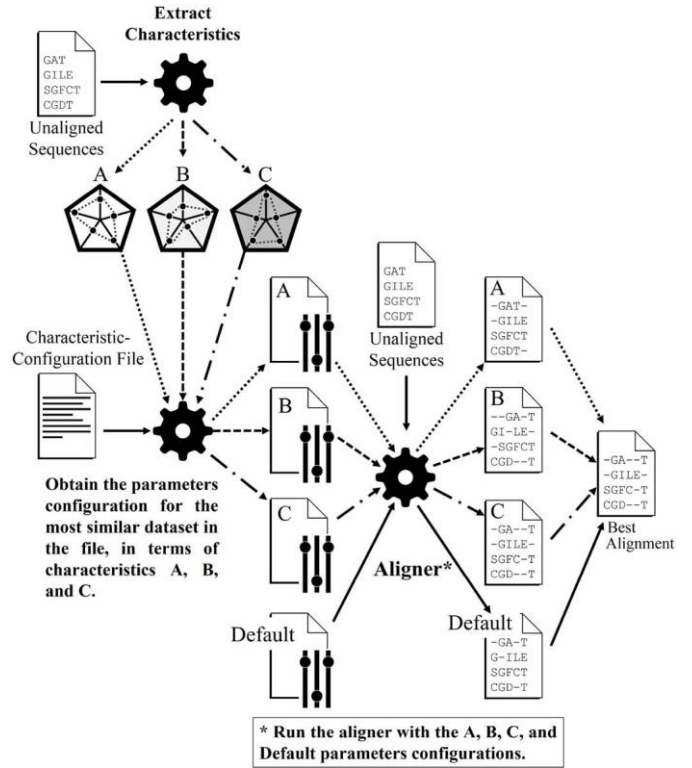 Extract
Characteristics
GAT
GILE
SGFCT
CGDT
Unaligned
Sequences
A
B
C
Characteristic-
Configuration File
Obtain the parameters
configuration for the
most similar dataset in
the file, in terms of
characteristics A, B,
and C.
A
B
C
Default
GAT
GILE
SGFCT
CGDT
Unaligned
Sequences
Aligner*
A
-GAT-
-GILE
SGFCT
CGDT-
B
--GA-T
GI-LE-
-SGFCT
CGD--T
C
-GA--T
-GILE-
SGFC-T
CGD--T
Default
-GA-T
G-ILE
SGFCT
CGD-T
-GA--T
-GILE-
SGFC-T
CGD--T
Best
Alignment
* Run the aligner with the A, B, C, and
Default parameters configurations.